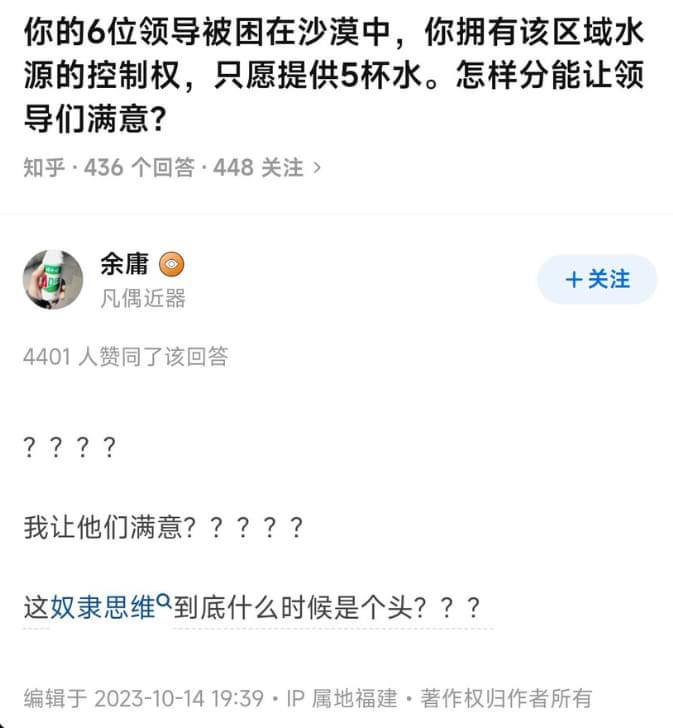 你的6位领导被困在沙漠中，你拥有该区域水
源的控制权，只愿提供5杯水。怎样分能让领
导们满意？
知乎 · 436 个回答 · 448 关注 >
余庸
+关注
凡偶近器
4401 人赞同了该回答
？？？？
我让他们满意？？？？？
这奴隶思维到底什么时候是个头？？？
编辑于 2023-10-14 19:39・IP 属地福建・著作权归作者所有